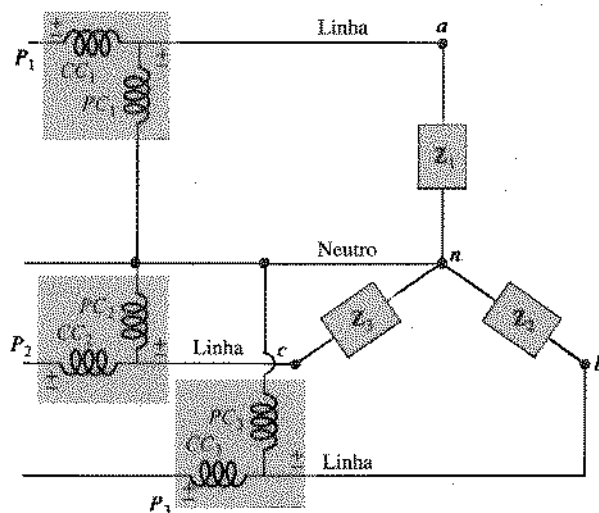 Linha a
P₁ CC₁
PC₁
Z₁
Neutro n
PC₂
CC₂ Z₃ Z₂
P₂ Linha c b
PC₃
CC₃
Linha
P₃